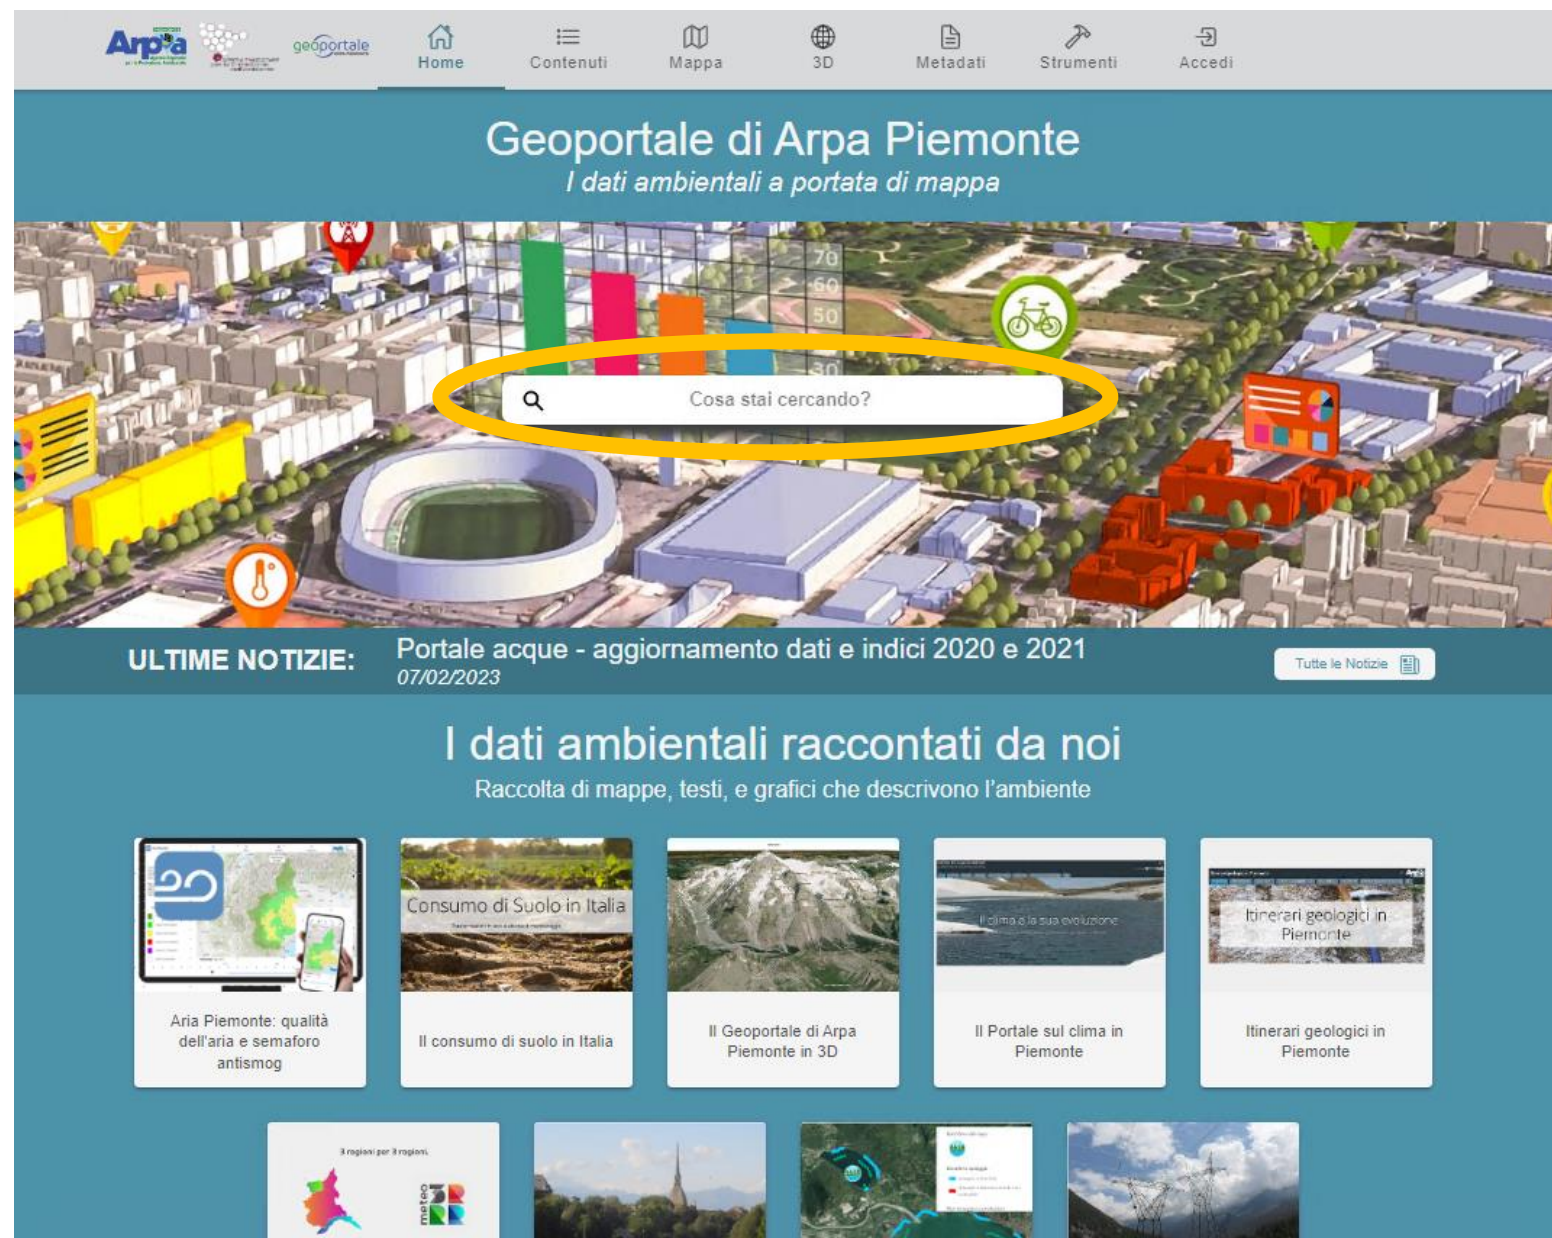 Arpa
geoportale
Home
Contenuti
Mappa
3D
Metadati
Strumenti
Accedi
Geoportale di Arpa Piemonte
I dati ambientali a portata di mappa
70
60
50
30
Cosa stai cercando?
ULTIME NOTIZIE:
Portale acque - aggiornamento dati e indici 2020 e 2021
07/02/2023
Tutte le Notizie
I dati ambientali raccontati da noi
Raccolta di mappe, testi, e grafici che descrivono l'ambiente
Consumo di Suolo in Italia
Il clima e la sua evoluzione
Itinerari geologici in
Piemonte
Aria Piemonte: qualità
dell'aria e semaforo
antismog
Il consumo di suolo in Italia
Il Geoportale di Arpa
Piemonte in 3D
Il Portale sul clima in
Piemonte
Itinerari geologici in
Piemonte
3 regioni per 3 regioni.
meteo
3R